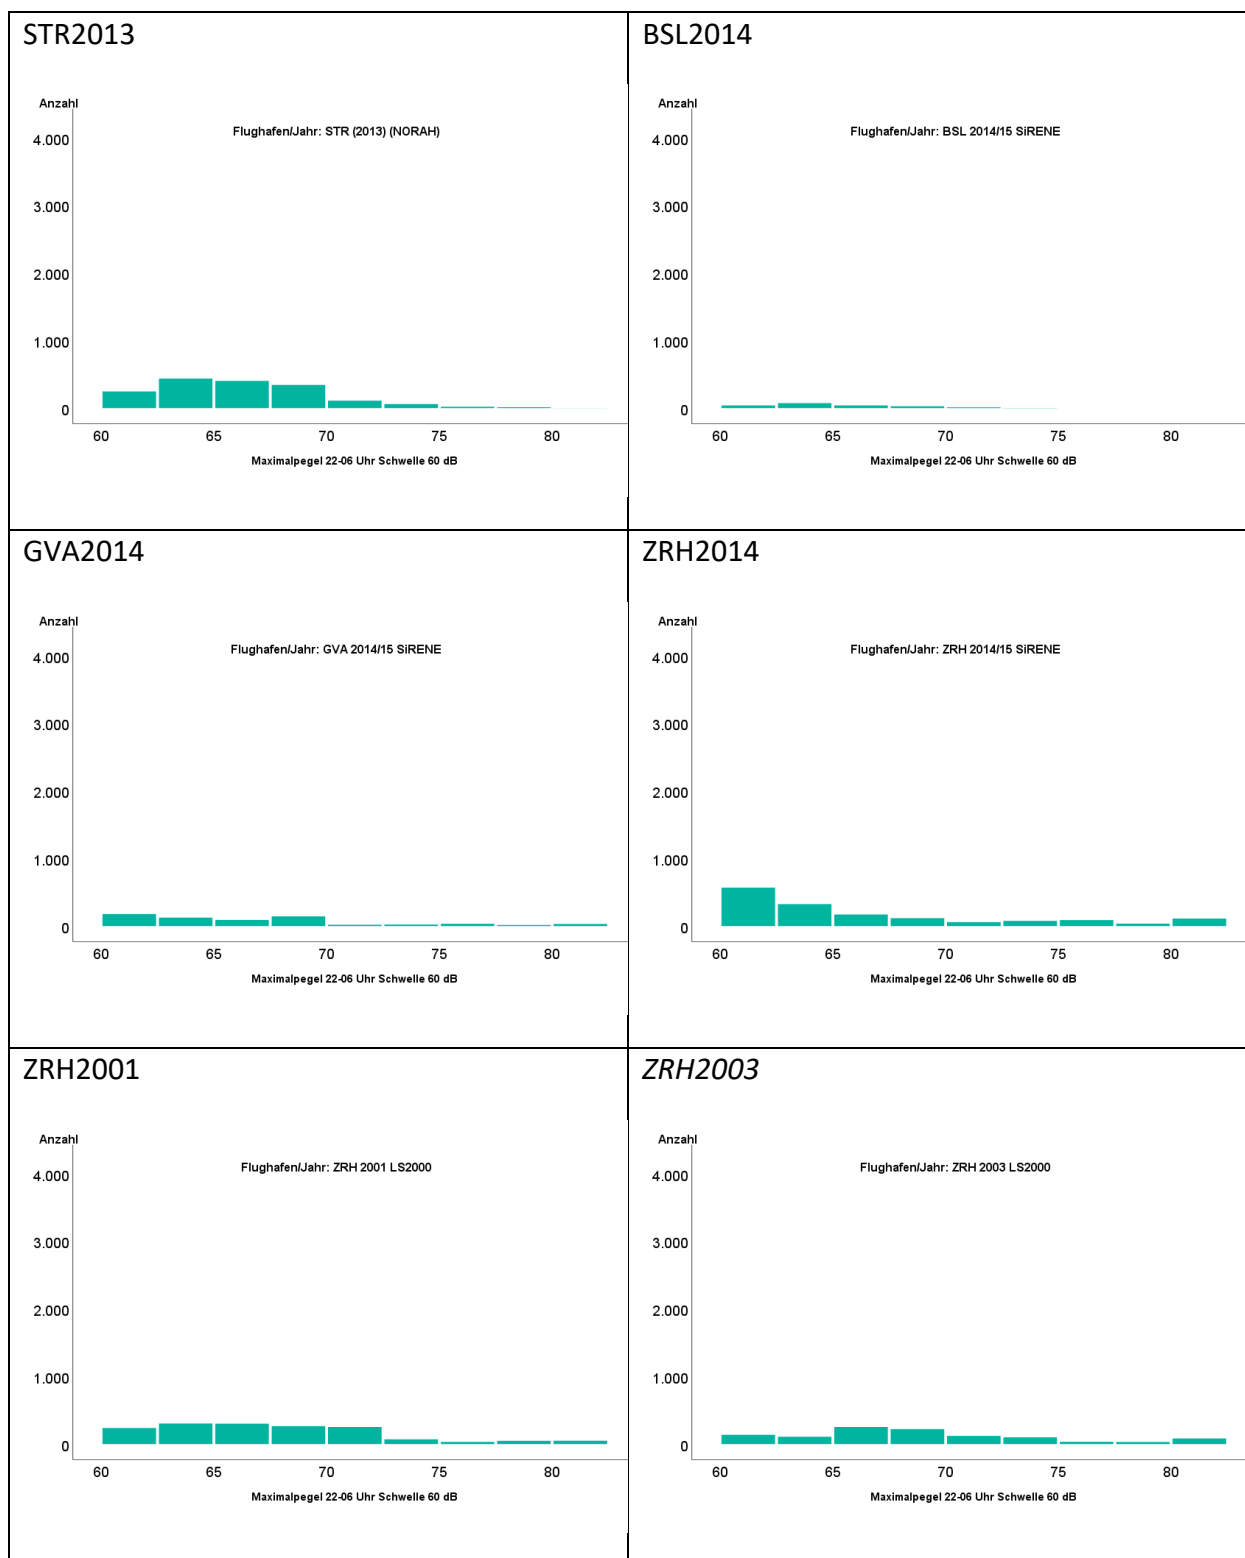 STR2013
Anzahl
Flughafen/Jahr: STR (2013) (NORAH)
4.000
3.000
2.000
1.000
0
60 65 70 75 80
Maximalpegel 22-06 Uhr Schwelle 60 dB
BSL2014
Anzahl
Flughafen/Jahr: BSL 2014/15 SiRENE
4.000
3.000
2.000
1.000
0
60 65 70 75 80
Maximalpegel 22-06 Uhr Schwelle 60 dB
GVA2014
Anzahl
Flughafen/Jahr: GVA 2014/15 SiRENE
4.000
3.000
2.000
1.000
0
60 65 70 75 80
Maximalpegel 22-06 Uhr Schwelle 60 dB
ZRH2014
Anzahl
Flughafen/Jahr: ZRH 2014/15 SiRENE
4.000
3.000
2.000
1.000
0
60 65 70 75 80
Maximalpegel 22-06 Uhr Schwelle 60 dB
ZRH2001
Anzahl
Flughafen/Jahr: ZRH 2001 LS2000
4.000
3.000
2.000
1.000
0
60 65 70 75 80
Maximalpegel 22-06 Uhr Schwelle 60 dB
ZRH2003
Anzahl
Flughafen/Jahr: ZRH 2003 LS2000
4.000
3.000
2.000
1.000
0
60 65 70 75 80
Maximalpegel 22-06 Uhr Schwelle 60 dB